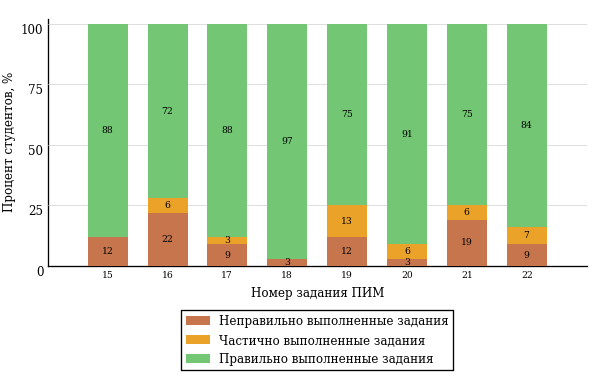 Процент студентов, %
100
75
50
25
0
88 72 88 97 75 91 75 84
6 3 13 6 6 7
12 22 9 3 12 3 19 9
15 16 17 18 19 20 21 22
Номер задания ПИМ
Неправильно выполненные задания
Частично выполненные задания
Правильно выполненные задания